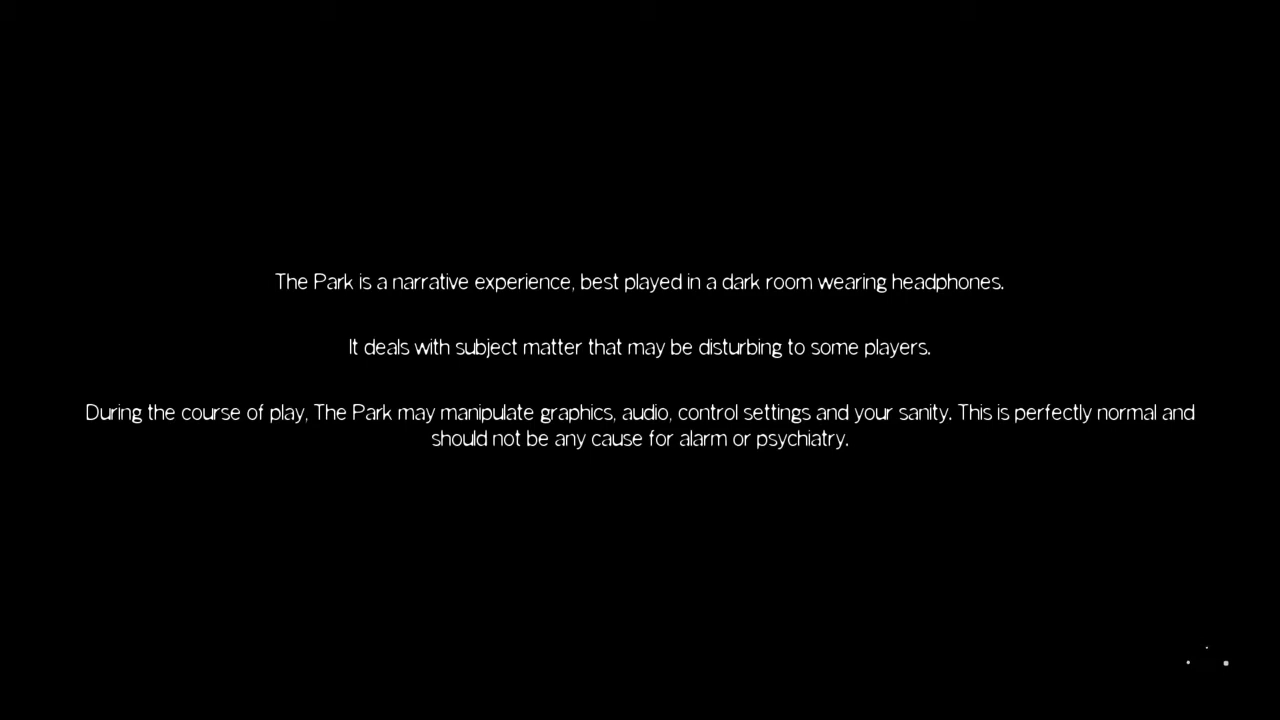 The Park is a narrative experience, best played in a dark room wearing headphones.
It deals with subject matter that may be disturbing to some players.
During the course of play, The Park may manipulate graphics, audio, control settings and your sanity. This is perfectly normal and
should not be any cause for alarm or psychiatry.